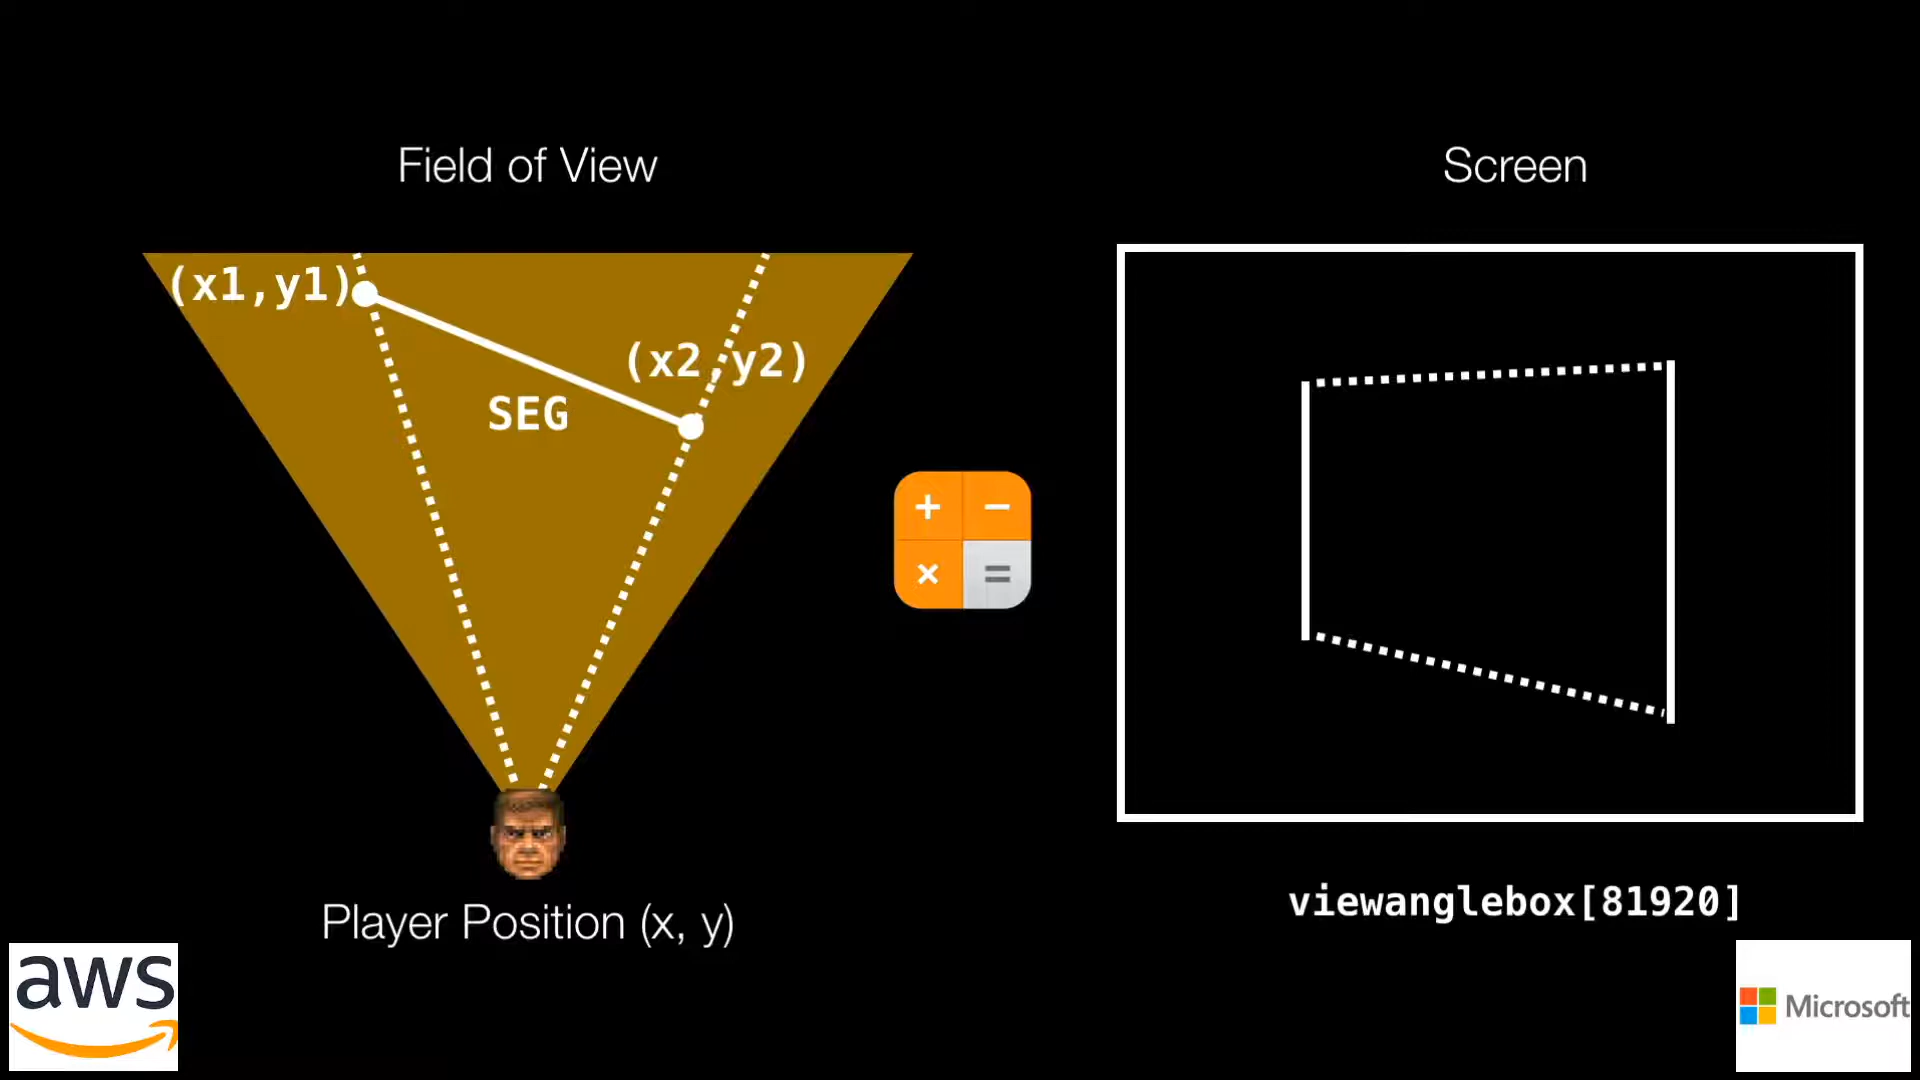 Field of View
Screen
(x1,y1)
(x2,y2)
SEG
+ −
× =
viewanglebox[81920]
Player Position (x, y)
aws
Microsoft